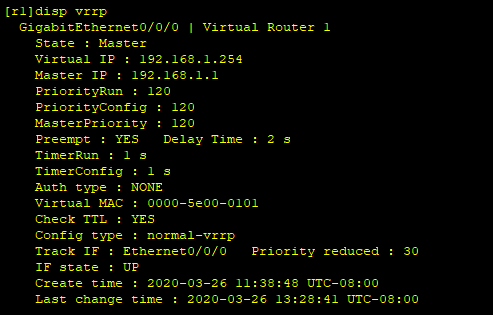 [r1]disp vrrp
GigabitEthernet0/0/0 | Virtual Router 1
State : Master
Virtual IP : 192.168.1.254
Master IP : 192.168.1.1
PriorityRun : 120
PriorityConfig : 120
MasterPriority : 120
Preempt : YES   Delay Time : 2 s
TimerRun : 1 s
TimerConfig : 1 s
Auth type : NONE
Virtual MAC : 0000-5e00-0101
Check TTL : YES
Config type : normal-vrrp
Track IF : Ethernet0/0/0   Priority reduced : 30
IF state : UP
Create time : 2020-03-26 11:38:48 UTC-08:00
Last change time : 2020-03-26 13:28:41 UTC-08:00